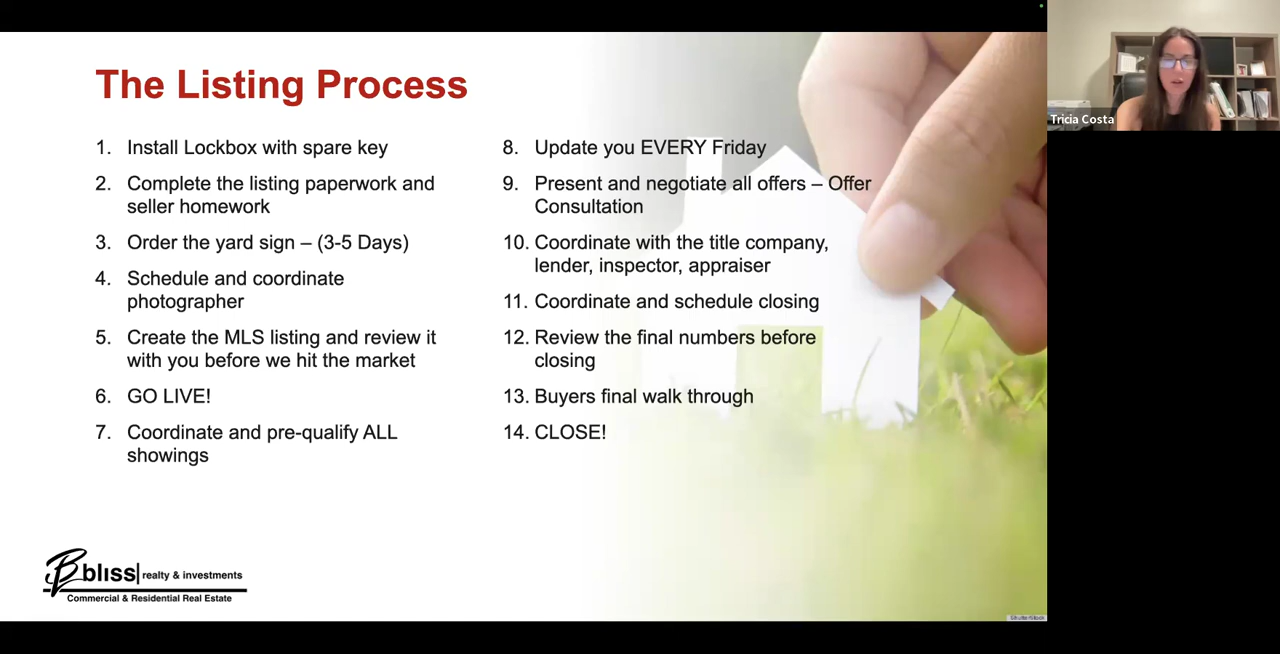 The Listing Process
1. Install Lockbox with spare key
2. Complete the listing paperwork and
seller homework
3. Order the yard sign – (3-5 Days)
4. Schedule and coordinate
photographer
5. Create the MLS listing and review it
with you before we hit the market
6. GO LIVE!
7. Coordinate and pre-qualify ALL
showings
8. Update you EVERY Friday
9. Present and negotiate all offers – Offer
Consultation
10. Coordinate with the title company,
lender, inspector, appraiser
11. Coordinate and schedule closing
12. Review the final numbers before
closing
13. Buyers final walk through
14. CLOSE!
B bliss| realty & investments
Commercial & Residential Real Estate
Tricia Costa